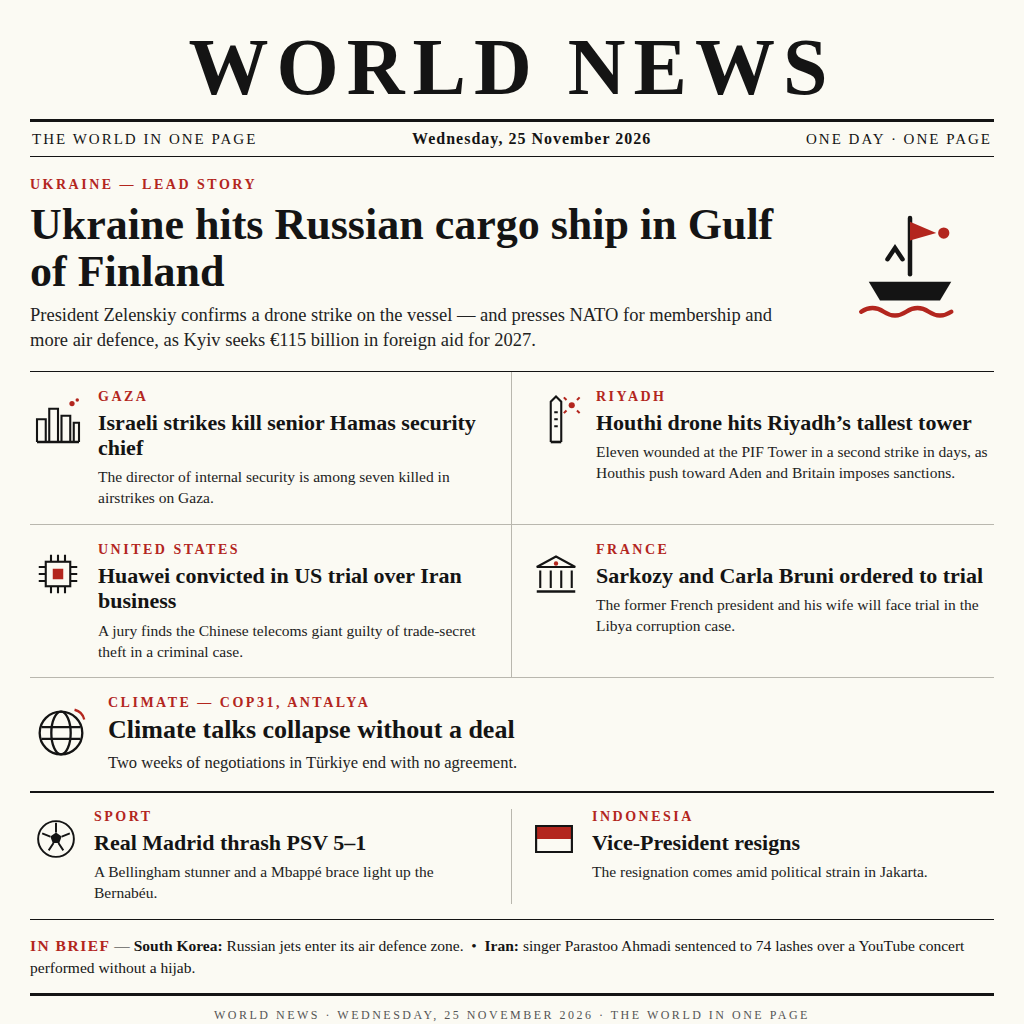 WORLD NEWS
THE WORLD IN ONE PAGE
Wednesday, 25 November 2026
ONE DAY · ONE PAGE
UKRAINE — LEAD STORY
Ukraine hits Russian cargo ship in Gulf
of Finland
President Zelenskiy confirms a drone strike on the vessel — and presses NATO for membership and
more air defence, as Kyiv seeks €115 billion in foreign aid for 2027.
GAZA
Israeli strikes kill senior Hamas security
chief
The director of internal security is among seven killed in
airstrikes on Gaza.
RIYADH
Houthi drone hits Riyadh’s tallest tower
Eleven wounded at the PIF Tower in a second strike in days, as
Houthis push toward Aden and Britain imposes sanctions.
UNITED STATES
Huawei convicted in US trial over Iran
business
A jury finds the Chinese telecoms giant guilty of trade-secret
theft in a criminal case.
FRANCE
Sarkozy and Carla Bruni ordered to trial
The former French president and his wife will face trial in the
Libya corruption case.
CLIMATE — COP31, ANTALYA
Climate talks collapse without a deal
Two weeks of negotiations in Türkiye end with no agreement.
SPORT
Real Madrid thrash PSV 5–1
A Bellingham stunner and a Mbappé brace light up the
Bernabéu.
INDONESIA
Vice-President resigns
The resignation comes amid political strain in Jakarta.
IN BRIEF — South Korea: Russian jets enter its air defence zone. • Iran: singer Parastoo Ahmadi sentenced to 74 lashes over a YouTube concert
performed without a hijab.
WORLD NEWS · WEDNESDAY, 25 NOVEMBER 2026 · THE WORLD IN ONE PAGE